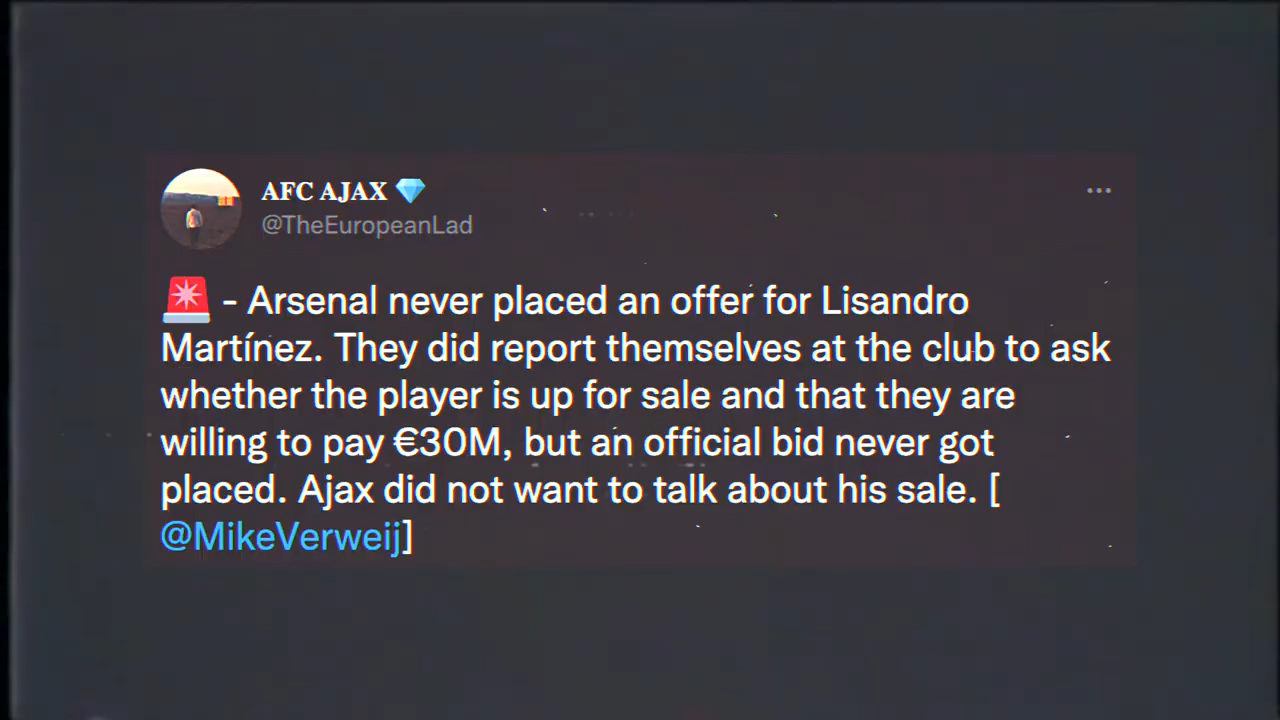 AFC AJAX 💎
@TheEuropeanLad
🚨 - Arsenal never placed an offer for Lisandro
Martínez. They did report themselves at the club to ask
whether the player is up for sale and that they are
willing to pay €30M, but an official bid never got
placed. Ajax did not want to talk about his sale. [
@MikeVerweij]